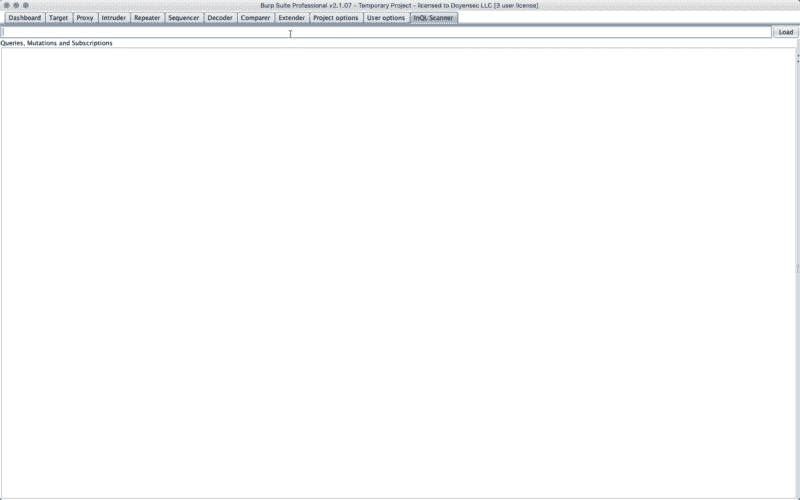 Burp Suite Professional v2.1.07 - Temporary Project - licensed to Doyensec LLC [3 user license]
Dashboard Target Proxy Intruder Repeater Sequencer Decoder Comparer Extender Project options User options InQL Scanner
Load
Queries, Mutations and Subscriptions